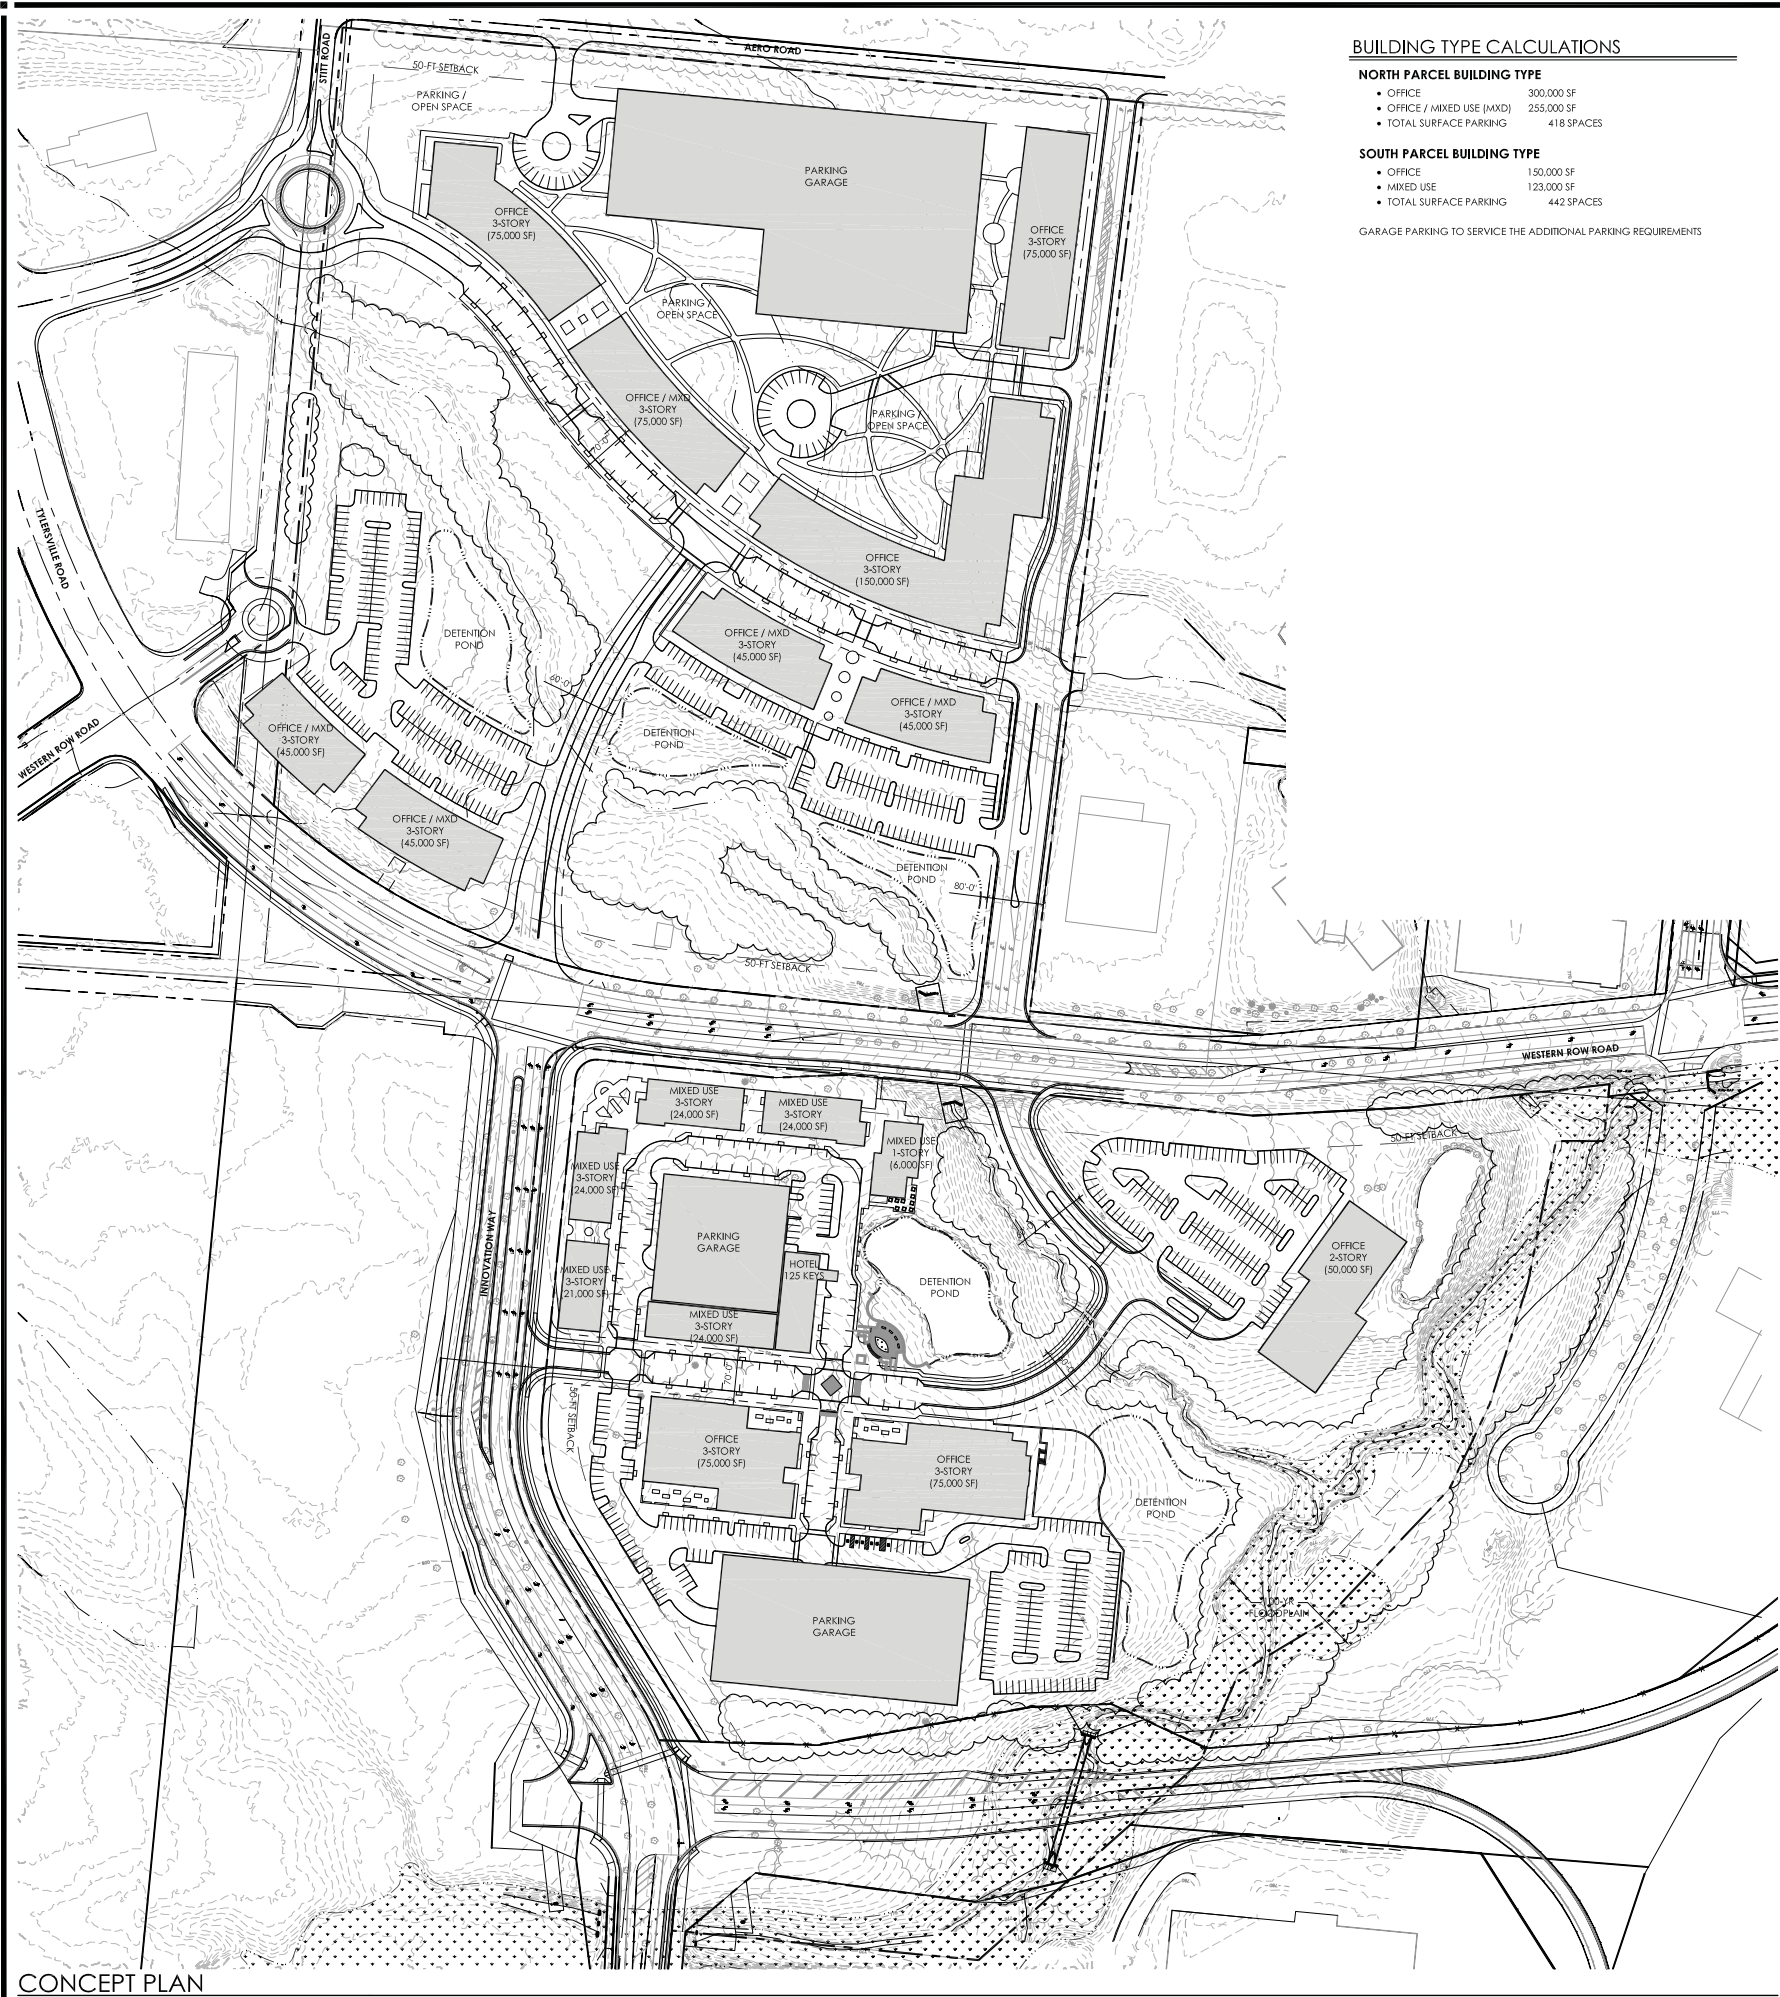 BUILDING TYPE CALCULATIONS
NORTH PARCEL BUILDING TYPE
• OFFICE 300,000 SF
• OFFICE / MIXED USE (MXD) 255,000 SF
• TOTAL SURFACE PARKING 418 SPACES
SOUTH PARCEL BUILDING TYPE
• OFFICE 150,000 SF
• MIXED USE 123,000 SF
• TOTAL SURFACE PARKING 442 SPACES
GARAGE PARKING TO SERVICE THE ADDITIONAL PARKING REQUIREMENTS
STITT ROAD
AERO ROAD
50-FT SETBACK
PARKING /
OPEN SPACE
PARKING
GARAGE
OFFICE
3-STORY
(75,000 SF)
OFFICE
3-STORY
(75,000 SF)
PARKING /
OPEN SPACE
OFFICE / MXD
3-STORY
(75,000 SF)
PARKING /
OPEN SPACE
70'-0"
TYLERSVILLE ROAD
OFFICE
3-STORY
(150,000 SF)
DETENTION
POND
OFFICE / MXD
3-STORY
(45,000 SF)
60'-0"
OFFICE / MXD
3-STORY
(45,000 SF)
WESTERN ROW ROAD
OFFICE / MXD
3-STORY
(45,000 SF)
DETENTION
POND
OFFICE / MXD
3-STORY
(45,000 SF)
DETENTION
POND
80'-0"
50-FT SETBACK
WESTERN ROW ROAD
MIXED USE
3-STORY
(24,000 SF)
MIXED USE
3-STORY
(24,000 SF)
MIXED USE
1-STORY
(6,000 SF)
50-FT SETBACK
MIXED USE
3-STORY
(24,000 SF)
INNOVATION WAY
PARKING
GARAGE
OFFICE
2-STORY
(50,000 SF)
MIXED USE
3-STORY
(21,000 SF)
HOTEL
125 KEYS
DETENTION
POND
MIXED USE
3-STORY
(24,000 SF)
70'-0"
50-FT SETBACK
OFFICE
3-STORY
(75,000 SF)
OFFICE
3-STORY
(75,000 SF)
DETENTION
POND
100-YR
FLOODPLAIN
PARKING
GARAGE
CONCEPT PLAN